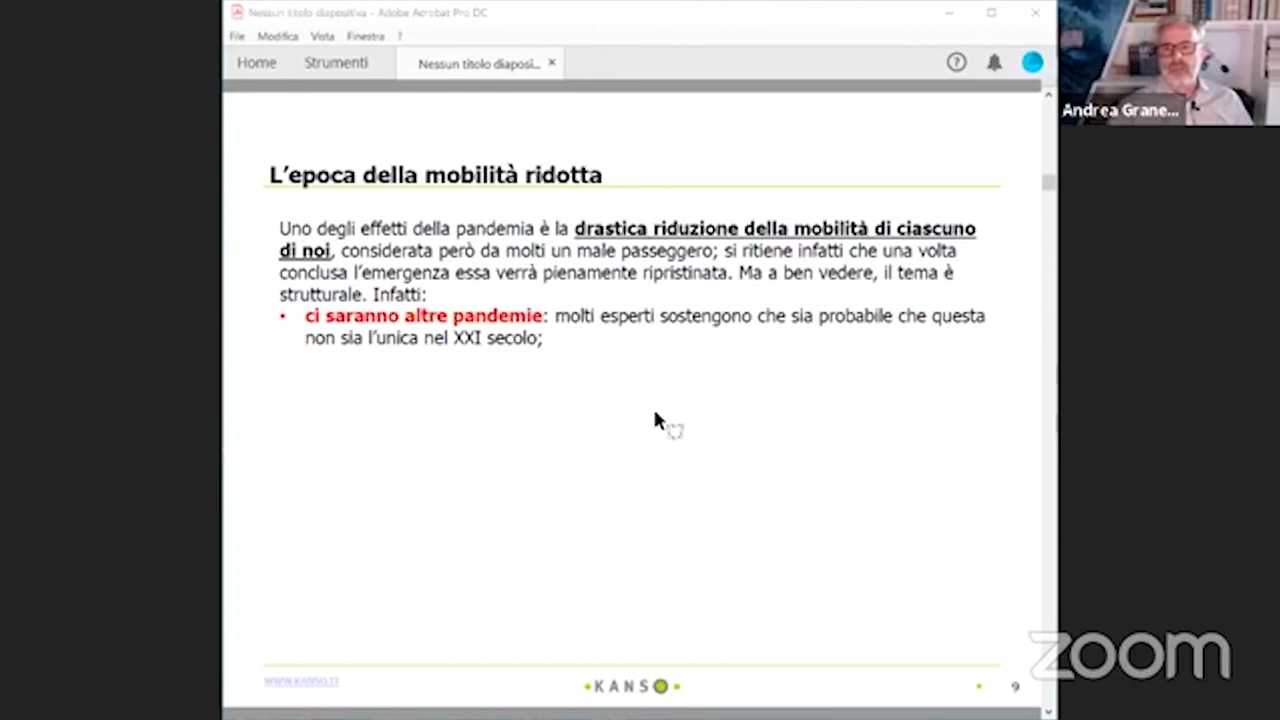 Nessun titolo diapositiva - Adobe Acrobat Pro DC
File Modifica Vista Finestra ?
Home Strumenti Nessun titolo diaposi... ×
Andrea Grane...
L'epoca della mobilità ridotta
Uno degli effetti della pandemia è la drastica riduzione della mobilità di ciascuno
di noi, considerata però da molti un male passeggero; si ritiene infatti che una volta
conclusa l'emergenza essa verrà pienamente ripristinata. Ma a ben vedere, il tema è
strutturale. Infatti:
• ci saranno altre pandemie: molti esperti sostengono che sia probabile che questa
non sia l'unica nel XXI secolo;
WWW.KANSO.IT
KANSO
9
zoom